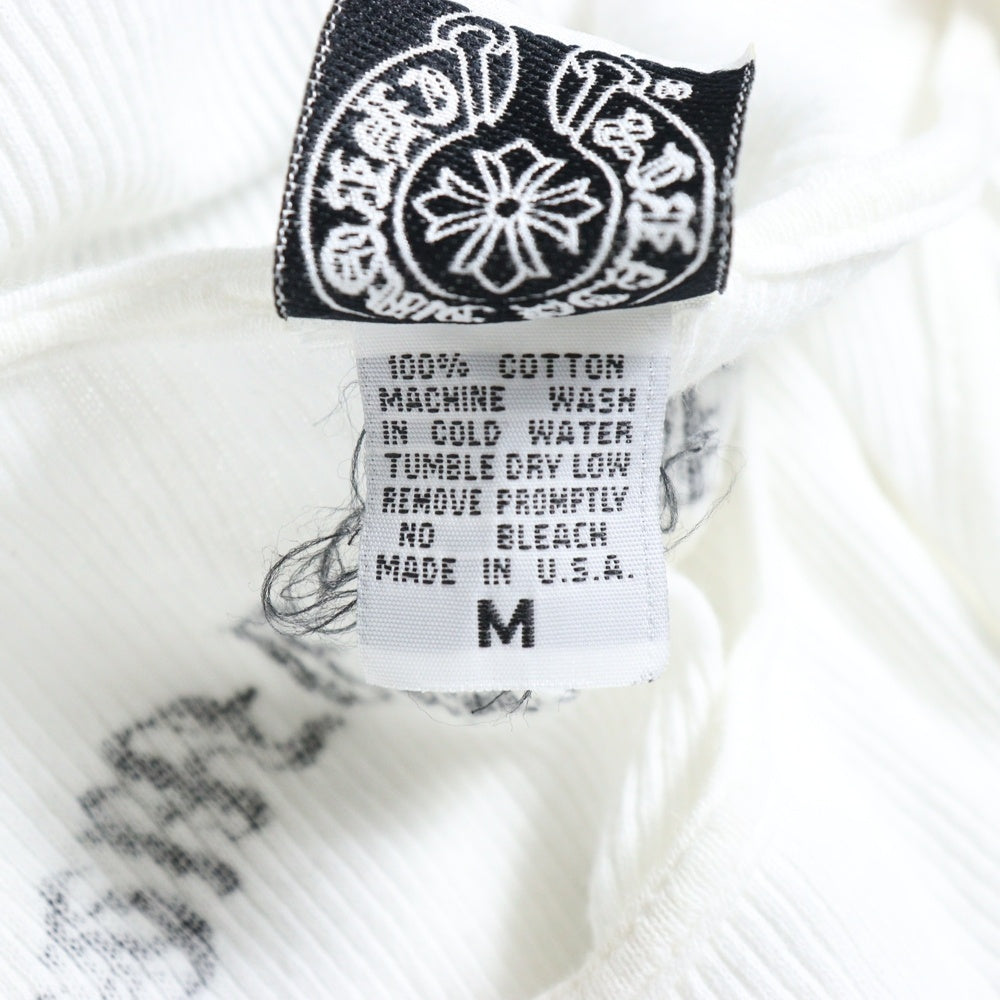 100% COTTON
MACHINE WASH
IN COLD WATER
TUMBLE DRY LOW
REMOVE PROMPTLY
NO BLEACH
MADE IN U.S.A.
M